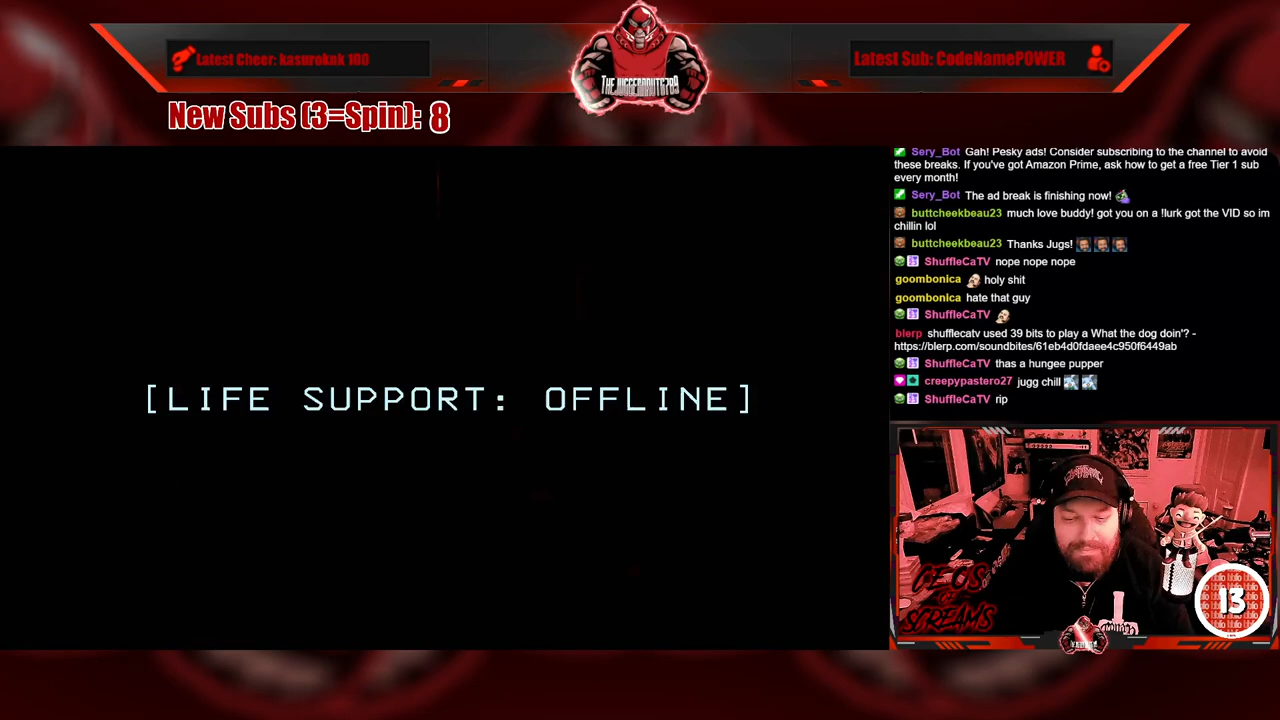 Latest Cheer: kasuroknk 100
THEJUGGERNAUT6789
Latest Sub: CodeNamePOWER
New Subs (3=Spin): 8
[LIFE SUPPORT: OFFLINE]
Sery_Bot Gah! Pesky ads! Consider subscribing to the channel to avoid
these breaks. If you've got Amazon Prime, ask how to get a free Tier 1 sub
every month!
Sery_Bot The ad break is finishing now!
buttcheekbeau23 much love buddy! got you on a !lurk got the VID so im
chillin lol
buttcheekbeau23 Thanks Jugs!
ShuffleCaTV nope nope nope
goombonica holy shit
goombonica hate that guy
ShuffleCaTV
blerp shufflecatv used 39 bits to play a What the dog doin'? -
https://blerp.com/soundbites/61eb4d0fdaee4c950f6449ab
ShuffleCaTV thas a hungee pupper
creepypastero27 jugg chill
ShuffleCaTV rip
CEOS
OF
SCREAMS
13